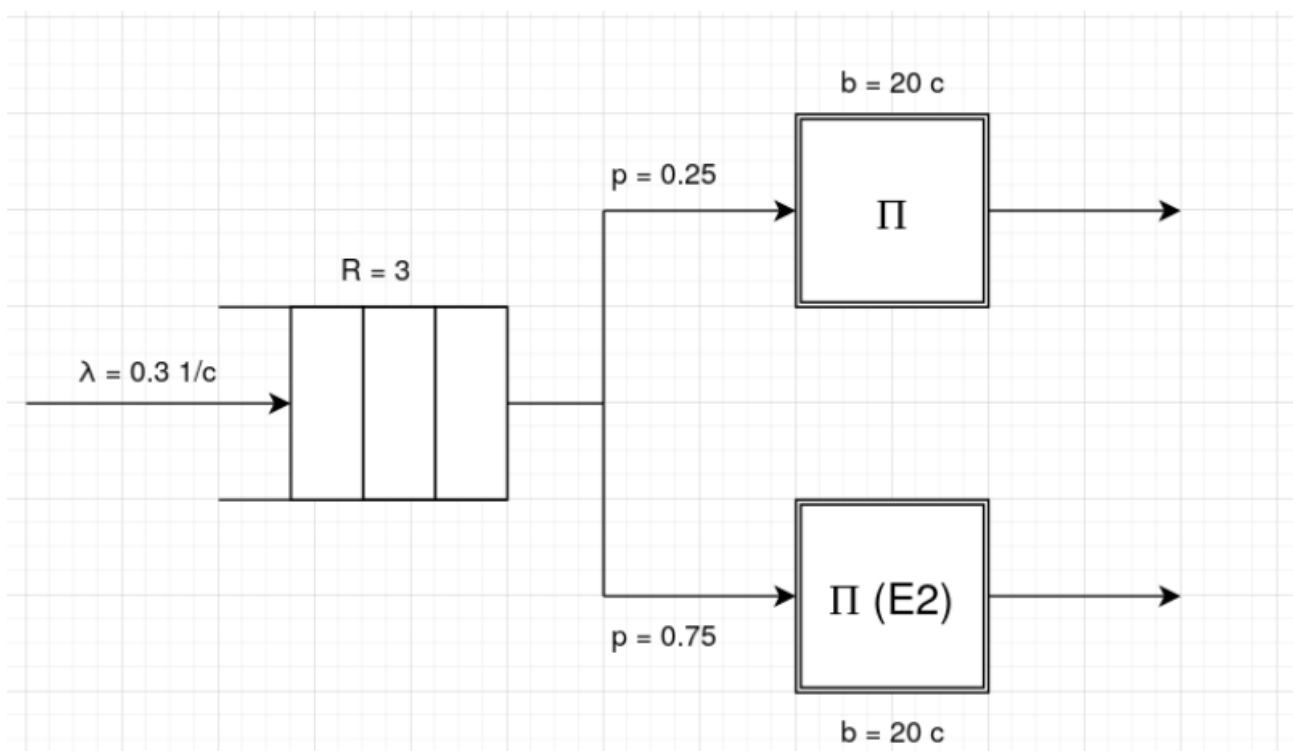 b = 20 c
p = 0.25
П
R = 3
λ = 0.3 1/c
П (E2)
p = 0.75
b = 20 c